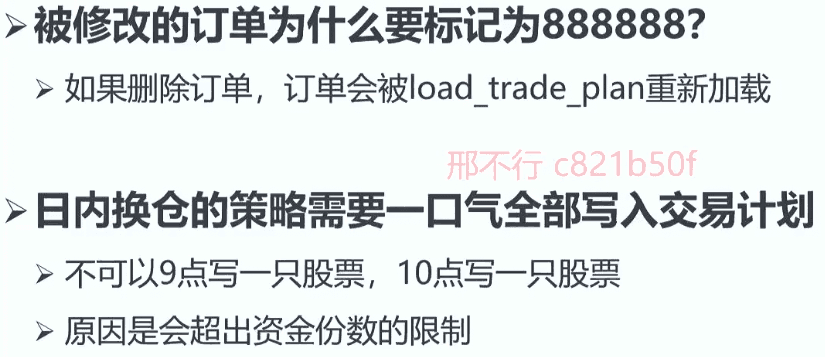 ➢被修改的订单为什么要标记为888888？
➢如果删除订单，订单会被load_trade_plan重新加载
邢不行 c821b50f
➢日内换仓的策略需要一口气全部写入交易计划
➢不可以9点写一只股票，10点写一只股票
➢原因是会超出资金份数的限制